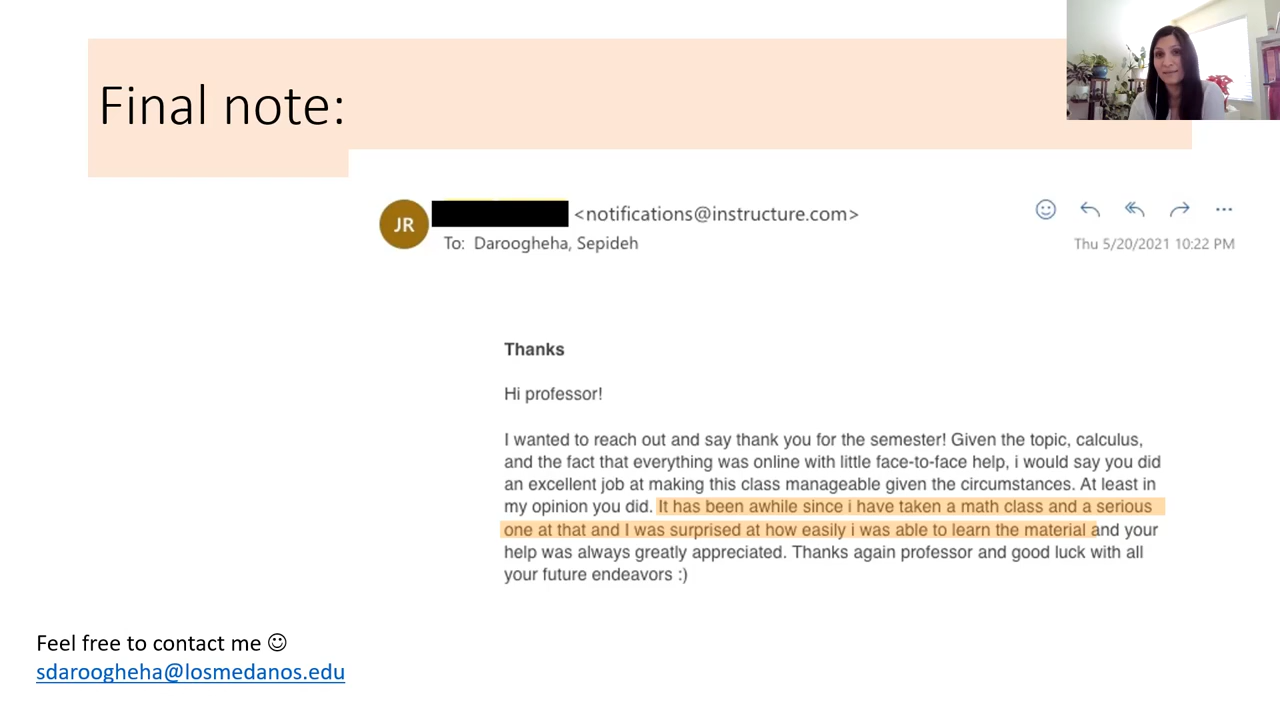 Final note:
JR
<notifications@instructure.com>
To: Daroogheha, Sepideh
Thu 5/20/2021 10:22 PM
Thanks
Hi professor!
I wanted to reach out and say thank you for the semester! Given the topic, calculus,
and the fact that everything was online with little face-to-face help, i would say you did
an excellent job at making this class manageable given the circumstances. At least in
my opinion you did. It has been awhile since i have taken a math class and a serious
one at that and I was surprised at how easily i was able to learn the material and your
help was always greatly appreciated. Thanks again professor and good luck with all
your future endeavors :)
Feel free to contact me ☺
sdaroogheha@losmedanos.edu